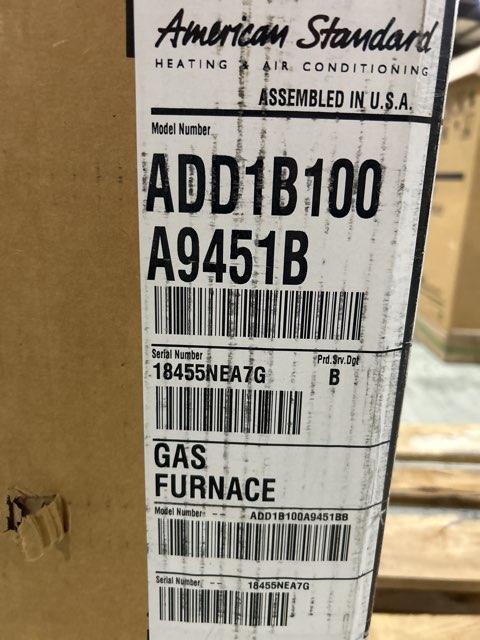 American Standard
HEATING & AIR CONDITIONING
ASSEMBLED IN U.S.A.
Model Number
ADD1B100
A9451B
Serial Number
Prd.Srv.Dgt
18455NEA7G
B
GAS
FURNACE
Model Number -- ADD1B100A9451BB
Serial Number -- 18455NEA7G